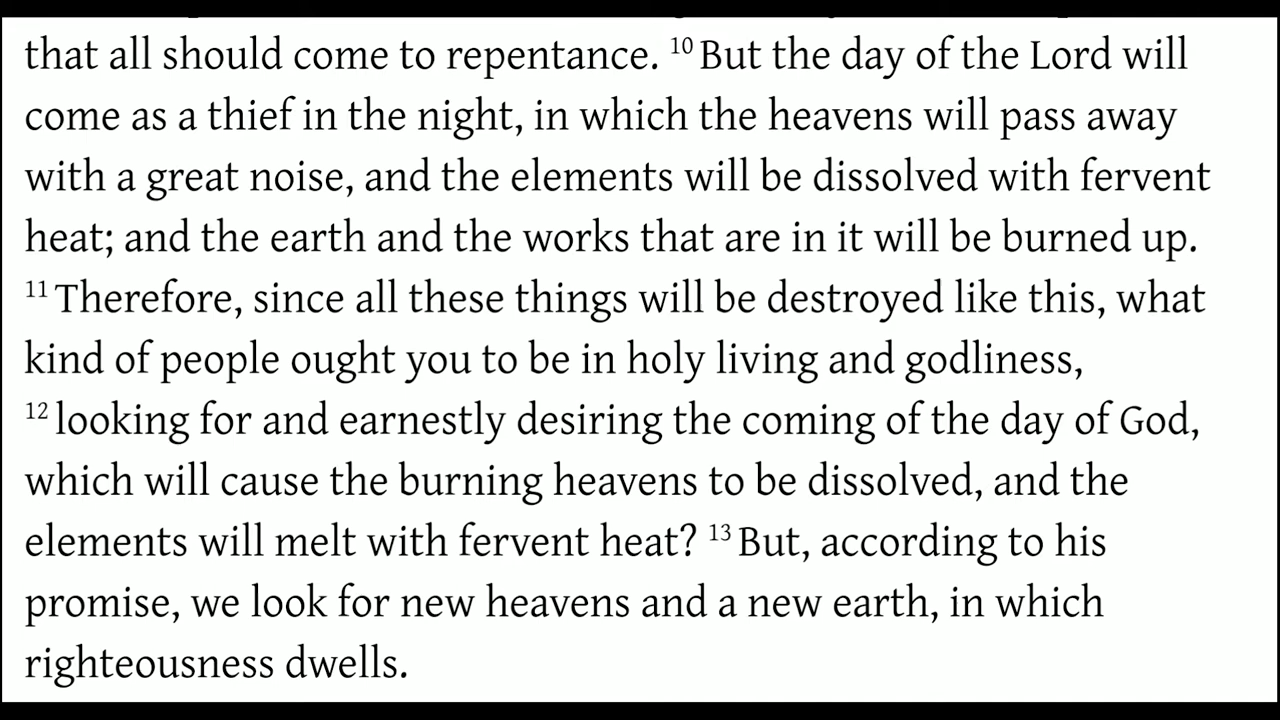 that all should come to repentance. 10 But the day of the Lord will
come as a thief in the night, in which the heavens will pass away
with a great noise, and the elements will be dissolved with fervent
heat; and the earth and the works that are in it will be burned up.
11 Therefore, since all these things will be destroyed like this, what
kind of people ought you to be in holy living and godliness,
12 looking for and earnestly desiring the coming of the day of God,
which will cause the burning heavens to be dissolved, and the
elements will melt with fervent heat? 13 But, according to his
promise, we look for new heavens and a new earth, in which
righteousness dwells.